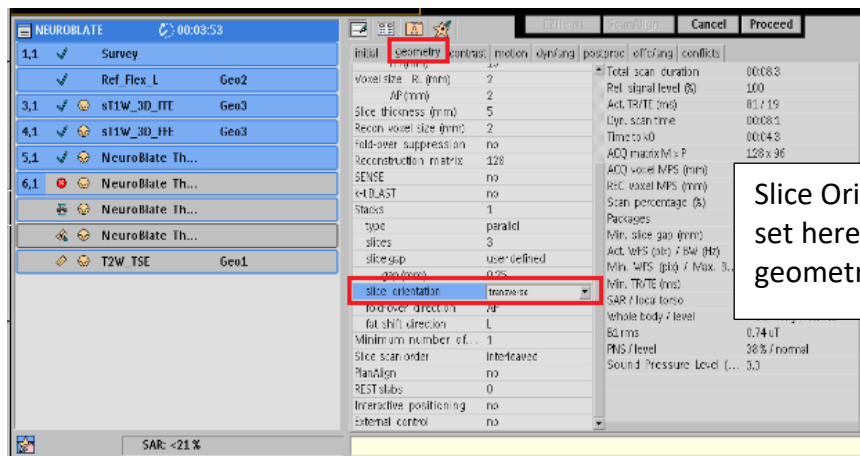 NEUROBLATE 00:03:53
Cancel Proceed
1,1 Survey
Ref_Flex_L Geo2
3,1 sT1W_3D_FFE Geo3
4,1 sT1W_3D_FFE Geo3
5,1 NeuroBlate Th...
6,1 NeuroBlate Th...
NeuroBlate Th...
NeuroBlate Th...
T2W_TSE Geo1
SAR: <21 %
initial geometry contrast motion dyn/ang postproc offc/ang conflicts
Voxel size RL (mm) 2
AP (mm) 2
Slice thickness (mm) 5
Recon voxel size (mm) 2
Fold-over suppression no
Reconstruction matrix 128
SENSE no
k-t BLAST no
Stacks 1
type parallel
slices 3
slice gap user defined
gap (mm) 0.25
slice orientation transverse
fold-over direction AP
fat shift direction L
Minimum number of... 1
Slice scan order interleaved
PlanAlign no
REST slabs 0
Interactive positioning no
External control no
Total scan duration 00:08.3
Rel. signal level (%) 100
Act. TR/TE (ms) 81 / 19
Dyn. scan time 00:08.1
Time to k0 00:04.3
ACQ matrix M x P 128 x 96
ACQ voxel MPS (mm)
REC voxel MPS (mm)
Scan percentage (%)
Packages
Min. slice gap (mm)
Act. WFS (pix) / BW (Hz)
Min. WFS (pix) / Max. B...
Min. TR/TE (ms)
SAR / local torso
Whole body / level
B1 rms 0.74 uT
PNS / level 38 % / normal
Sound Pressure Level (... 3.3
Slice Ori
set here
geometr